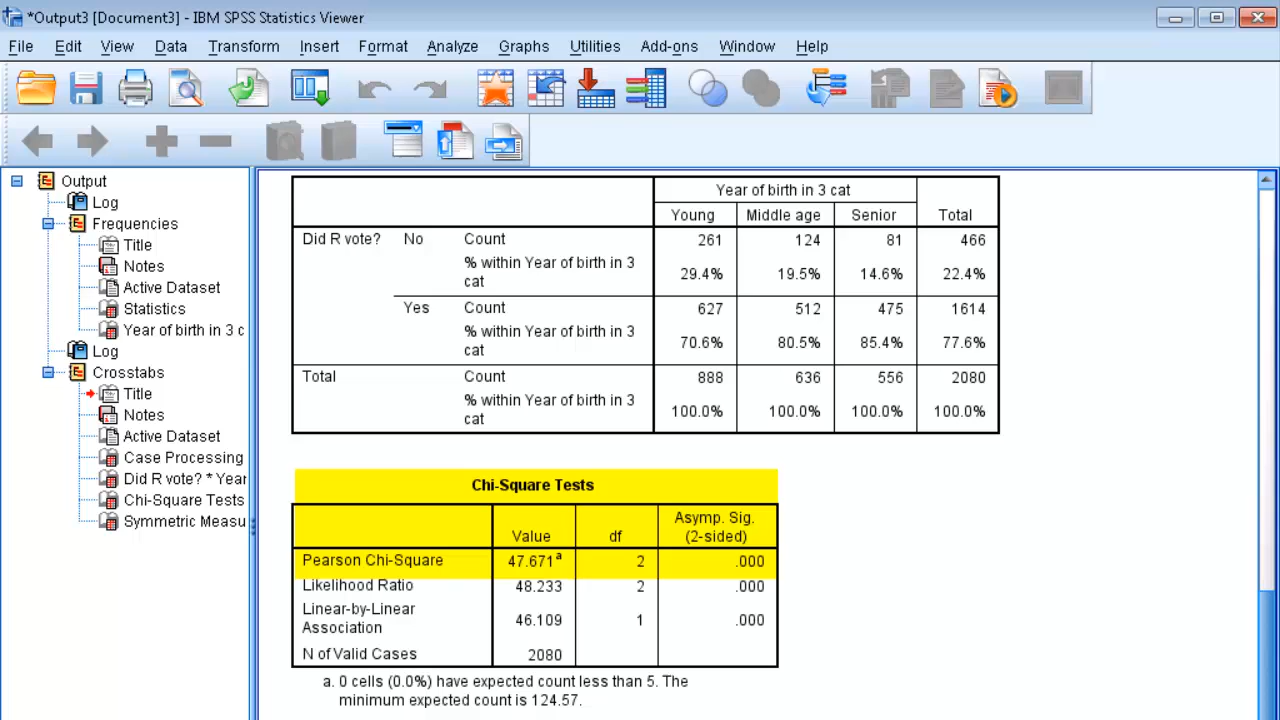 *Output3 [Document3] - IBM SPSS Statistics Viewer
File Edit View Data Transform Insert Format Analyze Graphs Utilities Add-ons Window Help
Output
Log
Frequencies
Title
Notes
Active Dataset
Statistics
Year of birth in 3 c
Log
Crosstabs
Title
Notes
Active Dataset
Case Processing
Did R vote? * Year
Chi-Square Tests
Symmetric Measu
Year of birth in 3 cat
Young Middle age Senior Total
Did R vote? No Count 261 124 81 466
% within Year of birth in 3
cat 29.4% 19.5% 14.6% 22.4%
Yes Count 627 512 475 1614
% within Year of birth in 3
cat 70.6% 80.5% 85.4% 77.6%
Total Count 888 636 556 2080
% within Year of birth in 3
cat 100.0% 100.0% 100.0% 100.0%
Chi-Square Tests
Value df Asymp. Sig.
(2-sided)
Pearson Chi-Square 47.671a 2 .000
Likelihood Ratio 48.233 2 .000
Linear-by-Linear
Association 46.109 1 .000
N of Valid Cases 2080
a. 0 cells (0.0%) have expected count less than 5. The
minimum expected count is 124.57.